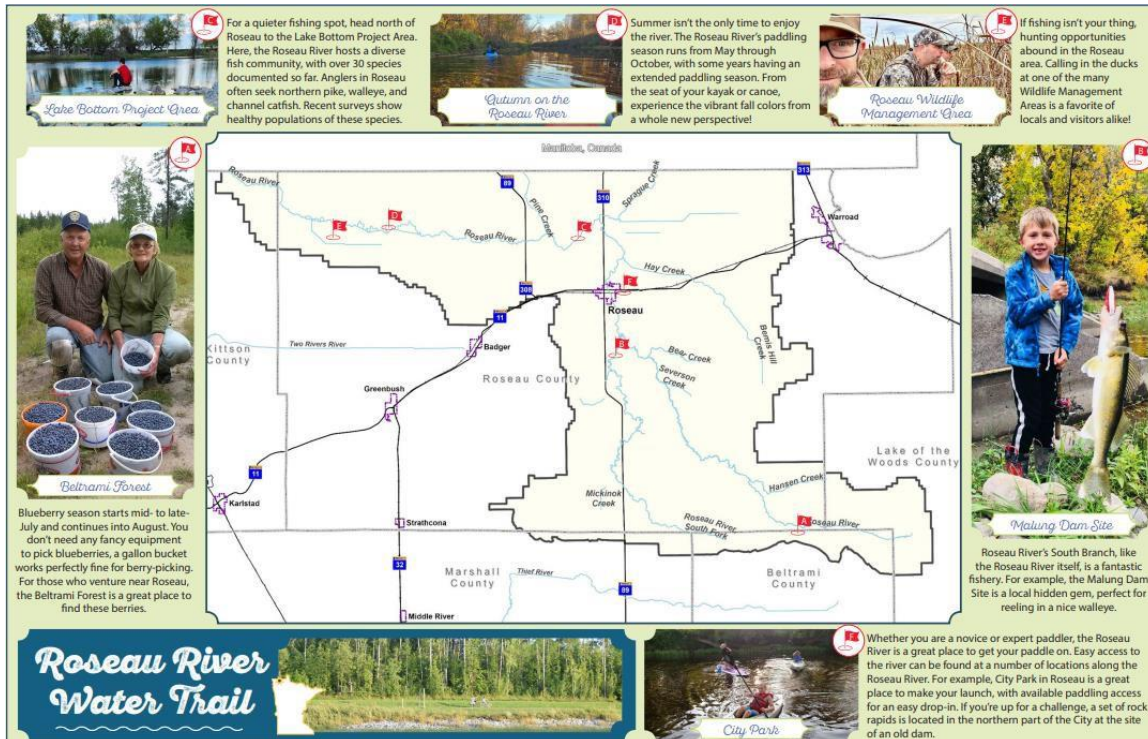 C
For a quieter fishing spot, head north of
Roseau to the Lake Bottom Project Area.
Here, the Roseau River hosts a diverse
fish community, with over 30 species
documented so far. Anglers in Roseau
often seek northern pike, walleye, and
channel catfish. Recent surveys show
healthy populations of these species.
Lake Bottom Project Area
D
Summer isn't the only time to enjoy
the river. The Roseau River's paddling
season runs from May through
October, with some years having an
extended paddling season. From
the seat of your kayak or canoe,
experience the vibrant fall colors from
a whole new perspective!
Autumn on the
Roseau River
E
If fishing isn't your thing,
hunting opportunities
abound in the Roseau
area. Calling in the ducks
at one of the many
Wildlife Management
Areas is a favorite of
locals and visitors alike!
Roseau Wildlife
Management Area
A
Beltrami Forest
Blueberry season starts mid- to late-
July and continues into August. You
don't need any fancy equipment
to pick blueberries, a gallon bucket
works perfectly fine for berry-picking.
For those who venture near Roseau,
the Beltrami Forest is a great place to
find these berries.
Manitoba, Canada
Roseau River
89
310
313
Sprague Creek
Pine Creek
Warroad
D
E
C
Roseau River
Hay Creek
308
F
Roseau
11
Bemis Hill
Creek
Two Rivers River
Badger
B
Bear Creek
Kittson
County
Roseau County
Severson
Creek
Greenbush
Lake of the
Woods County
11
Hansen Creek
Karlstad
Mickinok
Creek
Strathcona
Roseau River
South Fork
A
Roseau River
32
Marshall
County
Thief River
89
Beltrami
County
Middle River
B
Malung Dam Site
Roseau River's South Branch, like
the Roseau River itself, is a fantastic
fishery. For example, the Malung Dam
Site is a local hidden gem, perfect for
reeling in a nice walleye.
Roseau River
Water Trail
F
City Park
Whether you are a novice or expert paddler, the Roseau
River is a great place to get your paddle on. Easy access to
the river can be found at a number of locations along the
Roseau River. For example, City Park in Roseau is a great
place to make your launch, with available paddling access
for an easy drop-in. If you're up for a challenge, a set of rock
rapids is located in the northern part of the City at the site
of an old dam.